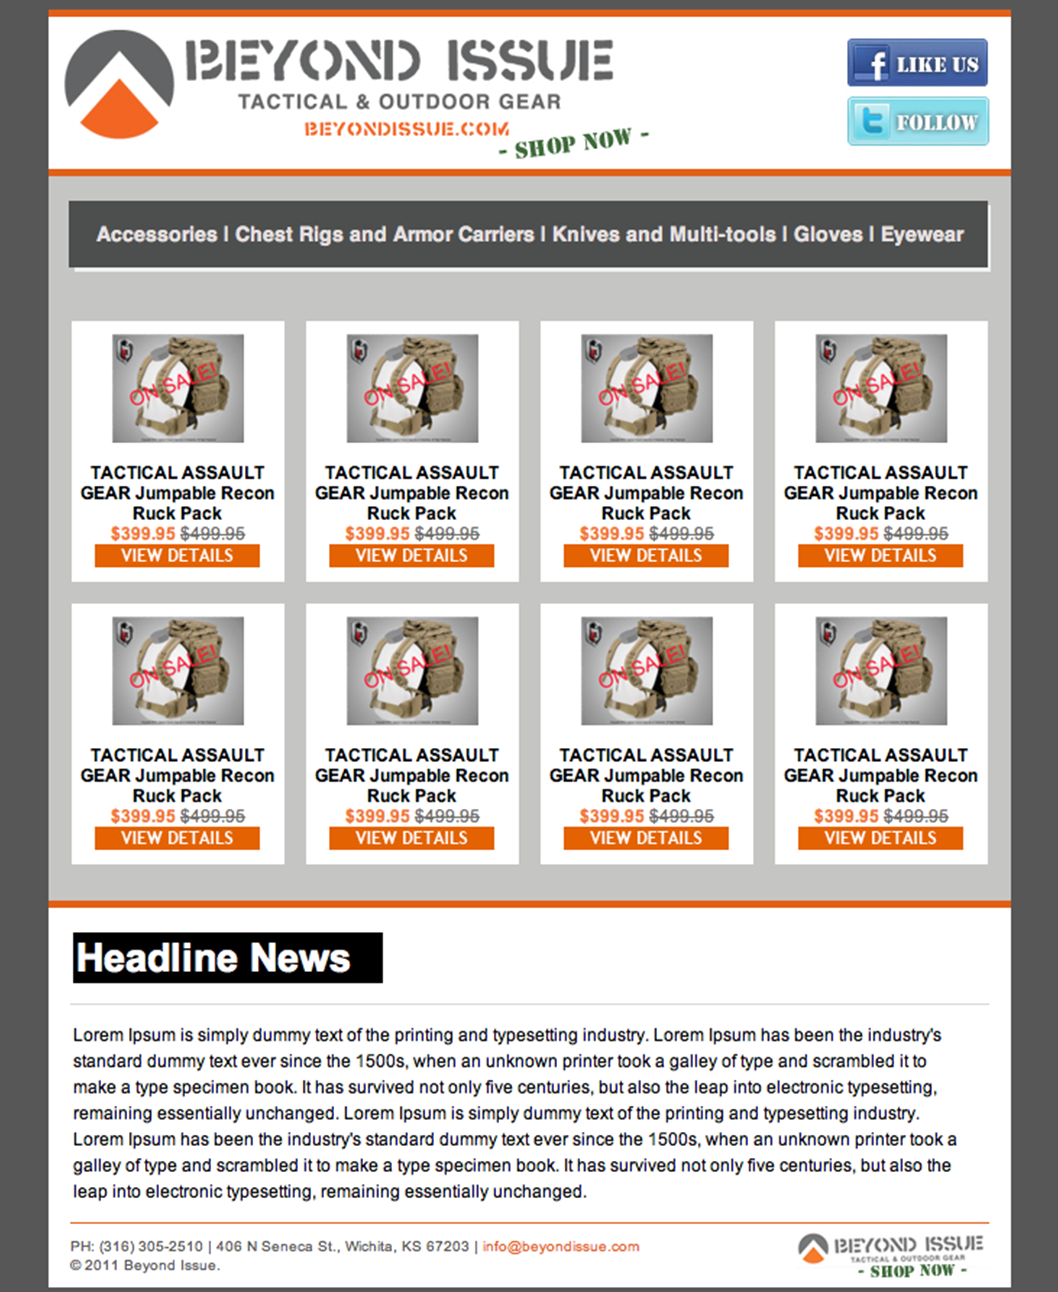 BEYOND ISSUE
TACTICAL & OUTDOOR GEAR
BEYONDISSUE.COM
- SHOP NOW -
LIKE US
FOLLOW
Accessories | Chest Rigs and Armor Carriers | Knives and Multi-tools | Gloves | Eyewear
ON SALE!
TACTICAL ASSAULT
GEAR Jumpable Recon
Ruck Pack
$399.95 $499.95
VIEW DETAILS
ON SALE!
TACTICAL ASSAULT
GEAR Jumpable Recon
Ruck Pack
$399.95 $499.95
VIEW DETAILS
ON SALE!
TACTICAL ASSAULT
GEAR Jumpable Recon
Ruck Pack
$399.95 $499.95
VIEW DETAILS
ON SALE!
TACTICAL ASSAULT
GEAR Jumpable Recon
Ruck Pack
$399.95 $499.95
VIEW DETAILS
ON SALE!
TACTICAL ASSAULT
GEAR Jumpable Recon
Ruck Pack
$399.95 $499.95
VIEW DETAILS
ON SALE!
TACTICAL ASSAULT
GEAR Jumpable Recon
Ruck Pack
$399.95 $499.95
VIEW DETAILS
ON SALE!
TACTICAL ASSAULT
GEAR Jumpable Recon
Ruck Pack
$399.95 $499.95
VIEW DETAILS
ON SALE!
TACTICAL ASSAULT
GEAR Jumpable Recon
Ruck Pack
$399.95 $499.95
VIEW DETAILS
Headline News
Lorem Ipsum is simply dummy text of the printing and typesetting industry. Lorem Ipsum has been the industry's
standard dummy text ever since the 1500s, when an unknown printer took a galley of type and scrambled it to
make a type specimen book. It has survived not only five centuries, but also the leap into electronic typesetting,
remaining essentially unchanged. Lorem Ipsum is simply dummy text of the printing and typesetting industry.
Lorem Ipsum has been the industry's standard dummy text ever since the 1500s, when an unknown printer took a
galley of type and scrambled it to make a type specimen book. It has survived not only five centuries, but also the
leap into electronic typesetting, remaining essentially unchanged.
PH: (316) 305-2510 | 406 N Seneca St., Wichita, KS 67203 | info@beyondissue.com
© 2011 Beyond Issue.
BEYOND ISSUE
TACTICAL & OUTDOOR GEAR
- SHOP NOW -